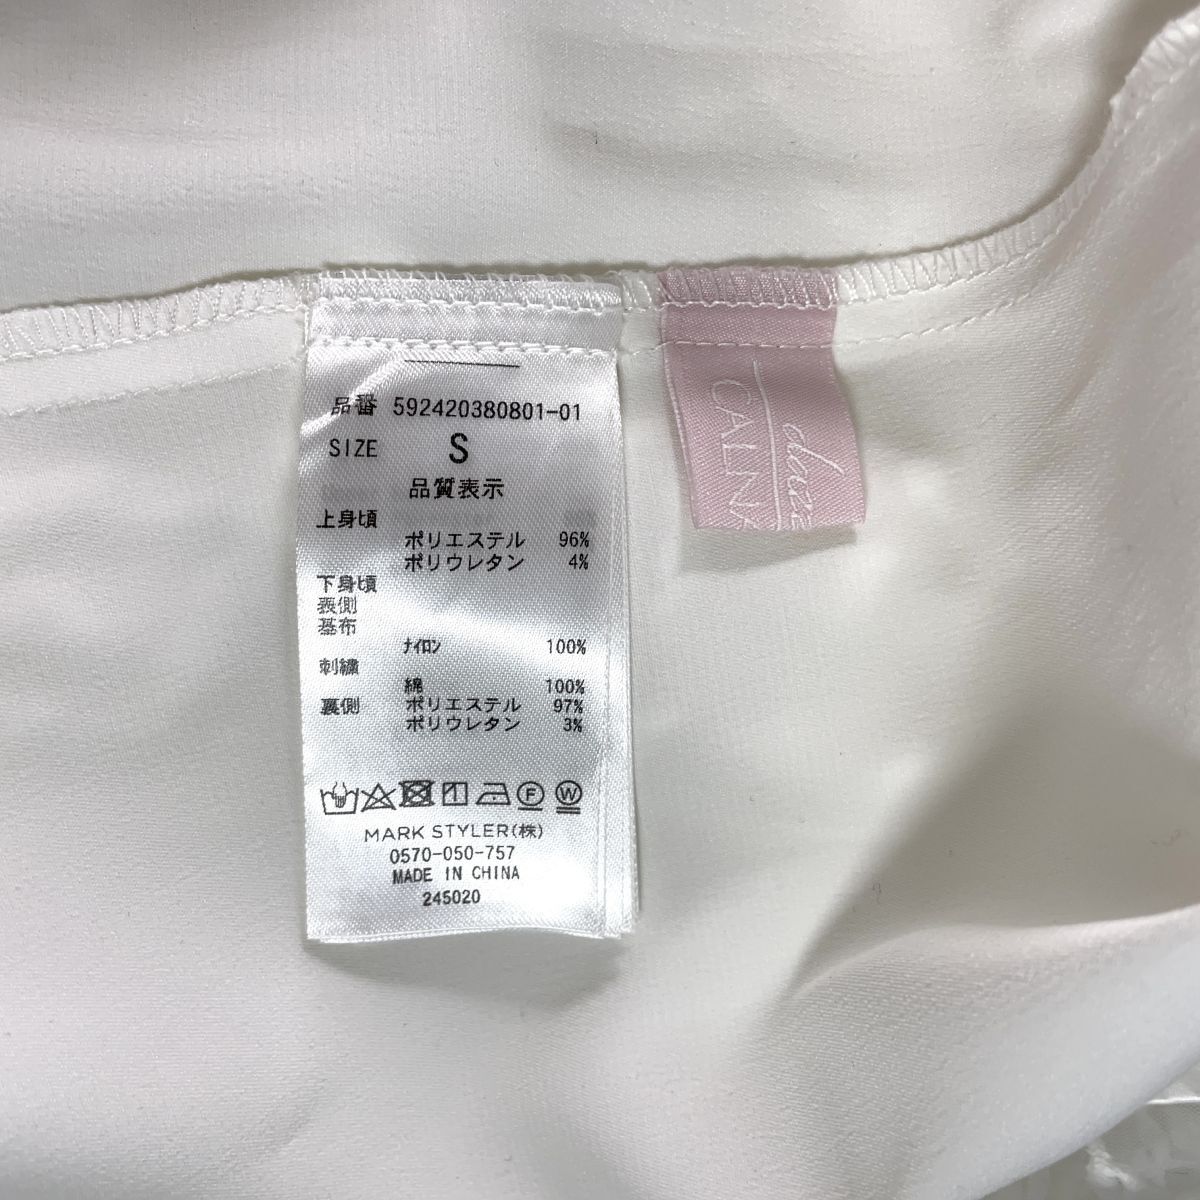 品番 592420380801-01
SIZE S
品質表示
上身頃
ポリエステル 96%
ポリウレタン 4%
下身頃
表側
基布
ナイロン 100%
刺繍
綿 100%
裏側 ポリエステル 97%
ポリウレタン 3%
F W
MARK STYLER(株)
0570-050-757
MADE IN CHINA
245020